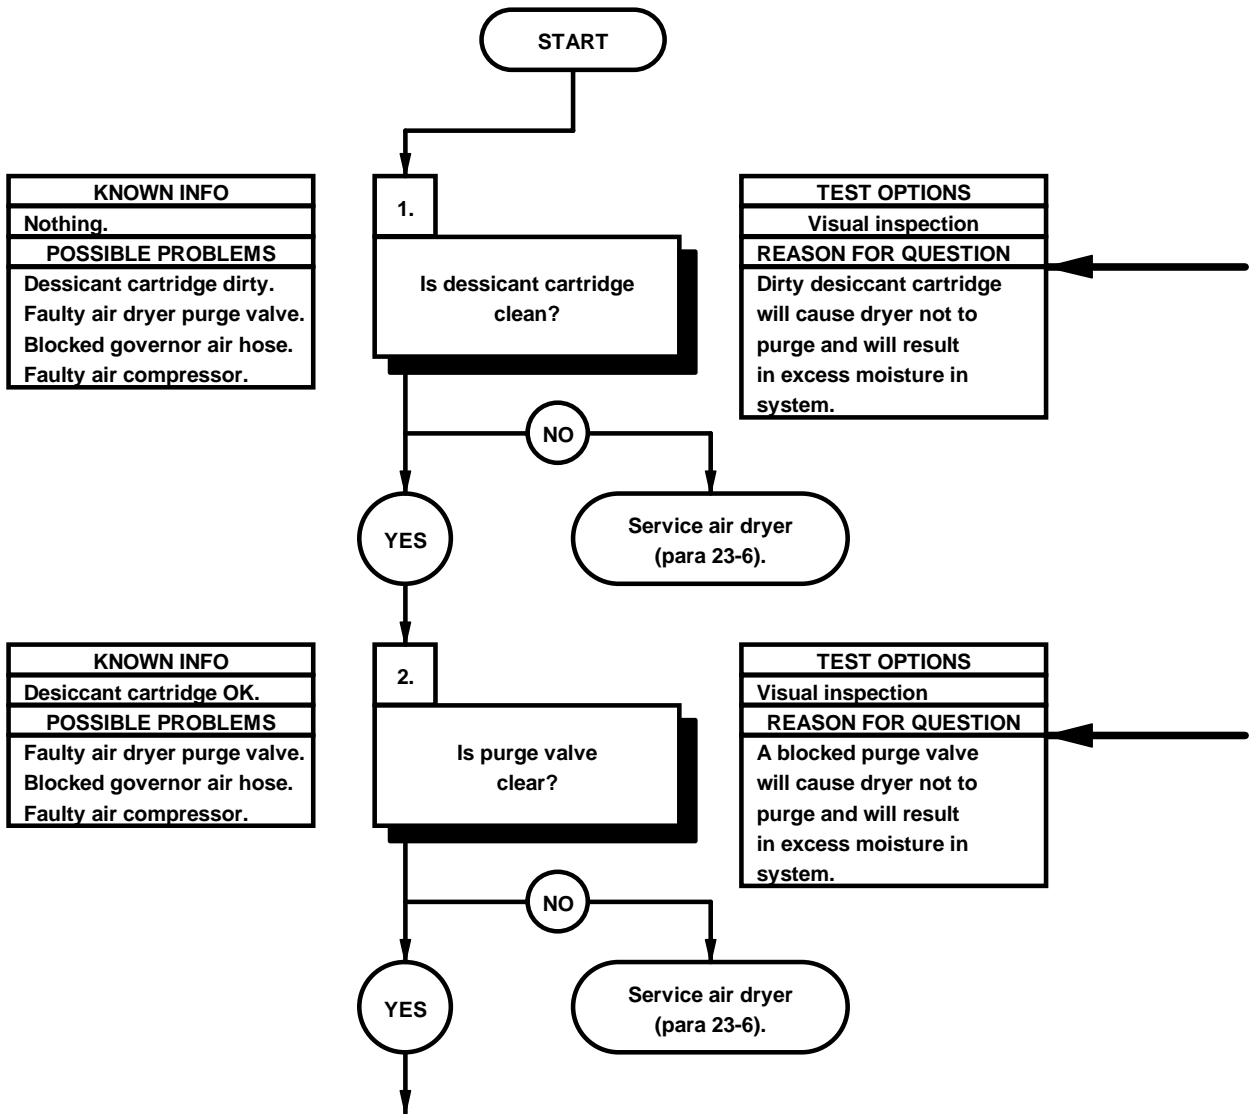 START
KNOWN INFO
Nothing.
POSSIBLE PROBLEMS
Dessicant cartridge dirty.
Faulty air dryer purge valve.
Blocked governor air hose.
Faulty air compressor.
1.
Is dessicant cartridge
clean?
TEST OPTIONS
Visual inspection
REASON FOR QUESTION
Dirty desiccant cartridge
will cause dryer not to
purge and will result
in excess moisture in
system.
NO
YES
Service air dryer
(para 23-6).
KNOWN INFO
Desiccant cartridge OK.
POSSIBLE PROBLEMS
Faulty air dryer purge valve.
Blocked governor air hose.
Faulty air compressor.
2.
Is purge valve
clear?
TEST OPTIONS
Visual inspection
REASON FOR QUESTION
A blocked purge valve
will cause dryer not to
purge and will result
in excess moisture in
system.
NO
YES
Service air dryer
(para 23-6).